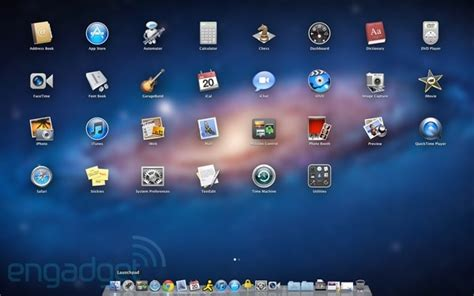 Address Book App Store Automator Calculator Chess Dashboard Dictionary DVD Player
FaceTime Font Book GarageBand iCal iChat iDVD Image Capture iMovie
iPhoto iTunes iWeb Mail Mission Control Photo Booth Preview QuickTime Player
Safari Stickies System Preferences TextEdit Time Machine Utilities
engadget
Launchpad